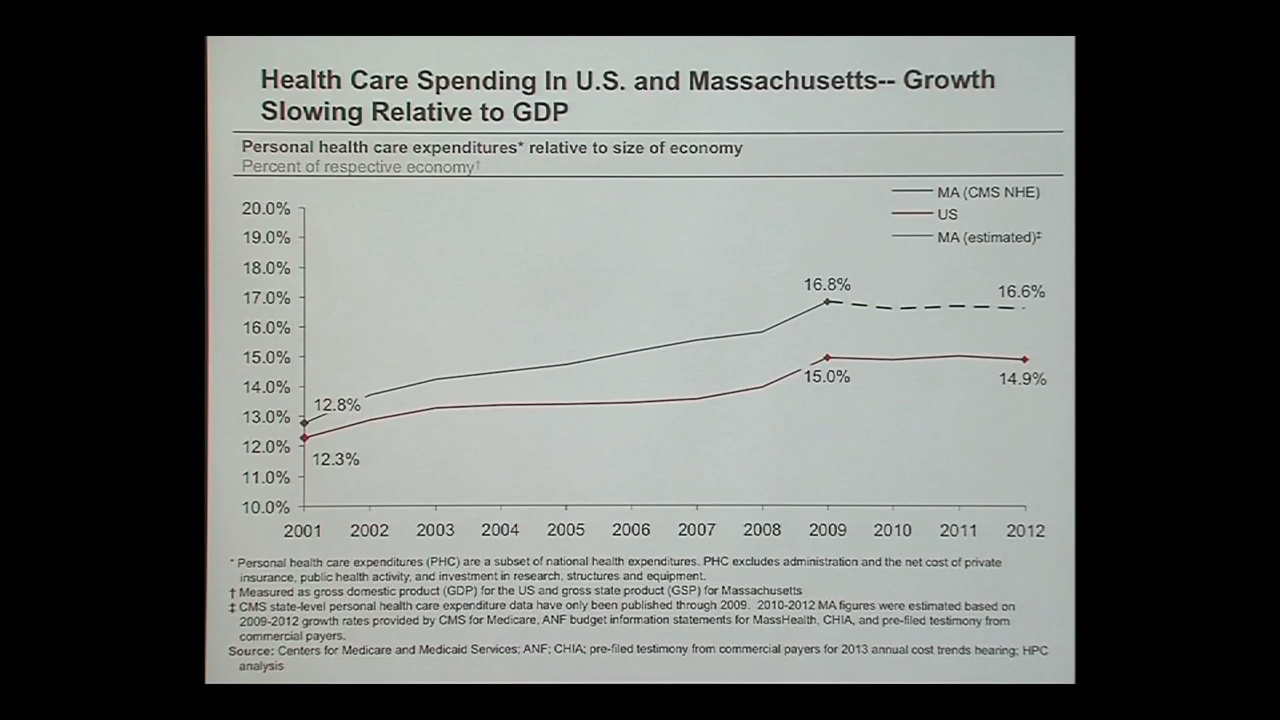 Health Care Spending In U.S. and Massachusetts-- Growth
Slowing Relative to GDP
Personal health care expenditures* relative to size of economy
Percent of respective economy†
MA (CMS NHE)
US
MA (estimated)‡
20.0%
19.0%
18.0%
17.0%
16.0%
15.0%
14.0%
13.0%
12.0%
11.0%
10.0%
16.8%
16.6%
15.0%
14.9%
12.8%
12.3%
2001 2002 2003 2004 2005 2006 2007 2008 2009 2010 2011 2012
* Personal health care expenditures (PHC) are a subset of national health expenditures. PHC excludes administration and the net cost of private
insurance, public health activity, and investment in research, structures and equipment.
† Measured as gross domestic product (GDP) for the US and gross state product (GSP) for Massachusetts
‡ CMS state-level personal health care expenditure data have only been published through 2009. 2010-2012 MA figures were estimated based on
2009-2012 growth rates provided by CMS for Medicare, ANF budget information statements for MassHealth, CHIA, and pre-filed testimony from
commercial payers.
Source: Centers for Medicare and Medicaid Services; ANF; CHIA; pre-filed testimony from commercial payers for 2013 annual cost trends hearing; HPC
analysis